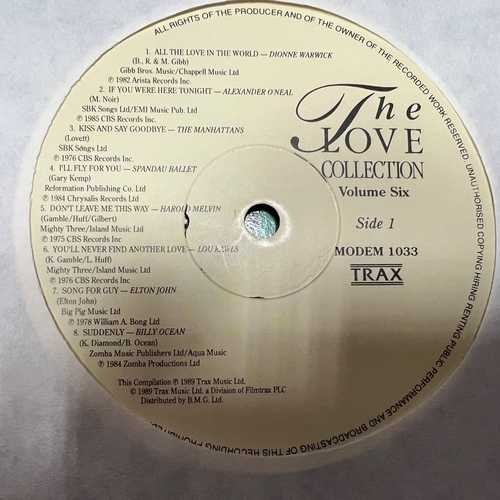 ALL RIGHTS OF THE PRODUCER AND OF THE OWNER OF THE RECORDED WORK RESERVED. UNAUTHORISED COPYING HIRING RENTING PUBLIC PERFORMANCE AND BROADCASTING OF THIS RECORDING PROHIBITED
1. ALL THE LOVE IN THE WORLD — DIONNE WARWICK
(B., R. & M. Gibb)
Gibb Bros. Music/Chappell Music Ltd
℗ 1982 Arista Records Inc.
2. IF YOU WERE HERE TONIGHT — ALEXANDER O'NEAL
(M. Noir)
SBK Songs Ltd/EMI Music Pub. Ltd
℗ 1985 CBS Records Inc.
3. KISS AND SAY GOODBYE — THE MANHATTANS
(Lovett)
SBK Songs Ltd
℗ 1976 CBS Records Inc.
4. I'LL FLY FOR YOU — SPANDAU BALLET
(Gary Kemp)
Reformation Publishing Co. Ltd
℗ 1984 Chrysalis Records Ltd
5. DON'T LEAVE ME THIS WAY — HAROLD MELVIN
(Gamble/Huff/Gilbert)
Mighty Three/Island Music Ltd
℗ 1975 CBS Records Inc
6. YOU'LL NEVER FIND ANOTHER LOVE — LOU RAWLS
(K. Gamble/L. Huff)
Mighty Three/Island Music Ltd
℗ 1976 CBS Records Inc
7. SONG FOR GUY — ELTON JOHN
(Elton John)
Big Pig Music Ltd
℗ 1978 William A. Bong Ltd
8. SUDDENLY — BILLY OCEAN
(K. Diamond/B. Ocean)
Zomba Music Publishers Ltd/Aqua Music
℗ 1984 Zomba Productions Ltd
This Compilation ℗ 1989 Trax Music Ltd.
© 1989 Trax Music Ltd. a Division of Filmtrax PLC
Distributed by B.M.G. Ltd.
The
LOVE
COLLECTION
Volume Six
Side 1
MODEM 1033
TRAX